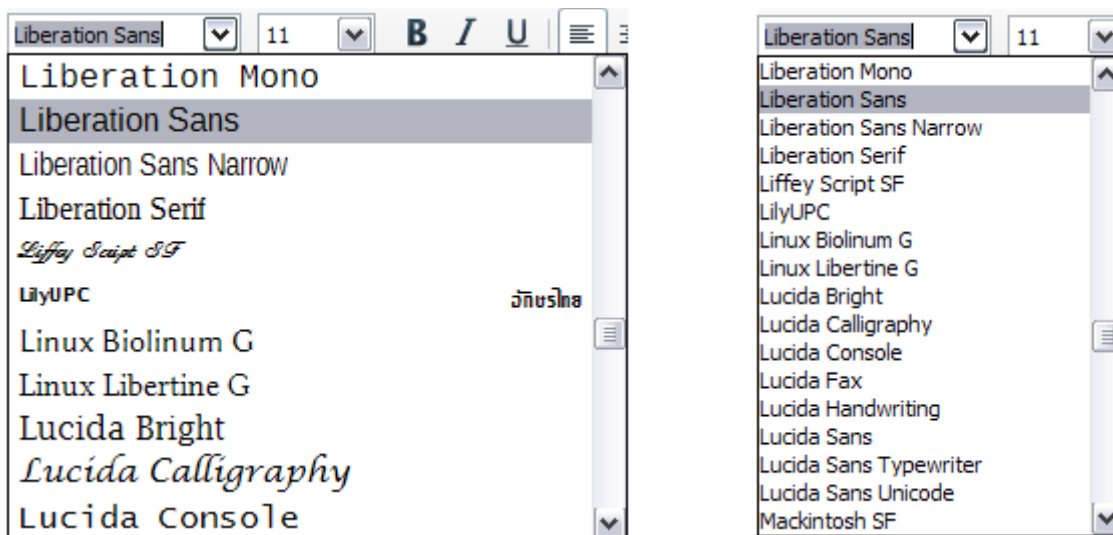 Liberation Sans 11 B I U
Liberation Mono
Liberation Sans
Liberation Sans Narrow
Liberation Serif
Liffey Script SF
LilyUPC อักษรไทย
Linux Biolinum G
Linux Libertine G
Lucida Bright
Lucida Calligraphy
Lucida Console
Liberation Sans 11
Liberation Mono
Liberation Sans
Liberation Sans Narrow
Liberation Serif
Liffey Script SF
LilyUPC
Linux Biolinum G
Linux Libertine G
Lucida Bright
Lucida Calligraphy
Lucida Console
Lucida Fax
Lucida Handwriting
Lucida Sans
Lucida Sans Typewriter
Lucida Sans Unicode
Mackintosh SF